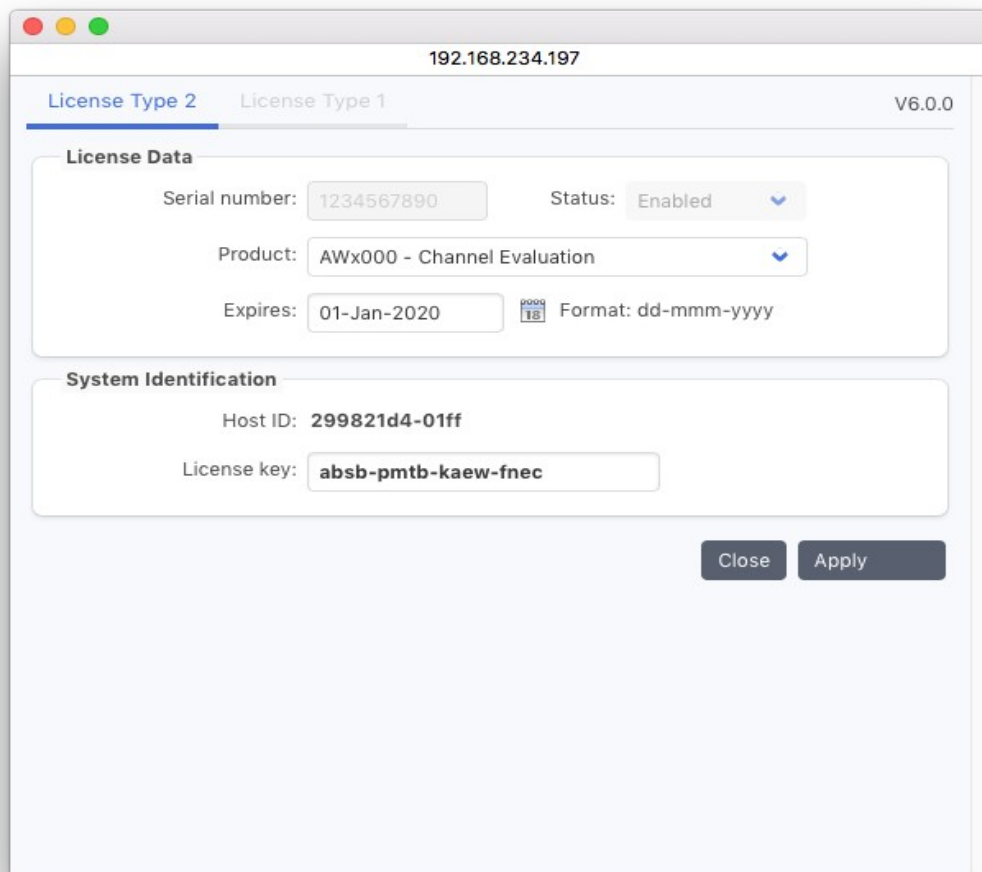 192.168.234.197
License Type 2 License Type 1 V6.0.0
License Data
Serial number: 1234567890 Status: Enabled
Product: AWx000 - Channel Evaluation
Expires: 01-Jan-2020 18 Format: dd-mmm-yyyy
System Identification
Host ID: 299821d4-01ff
License key: absb-pmtb-kaew-fnec
Close Apply